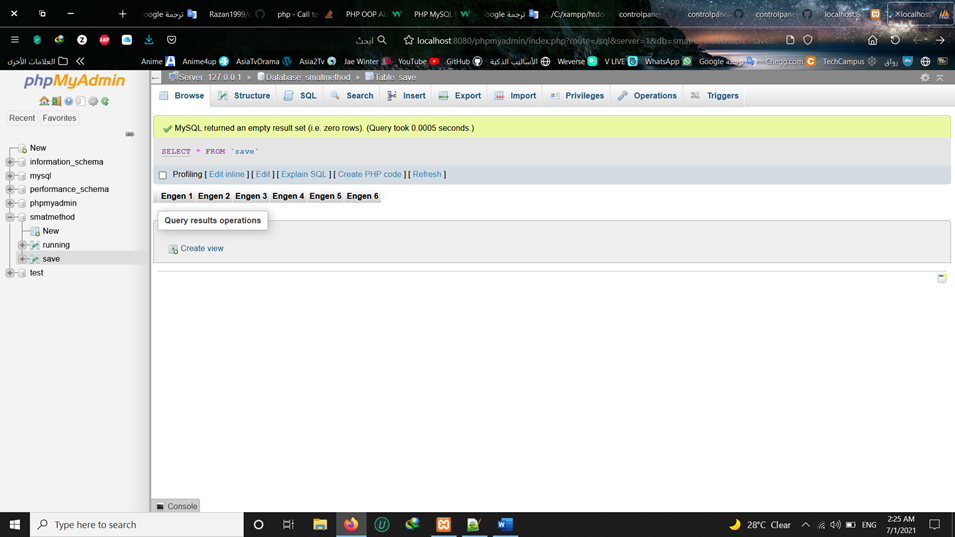 ترجمة Google
Razan1999/c
php - Call to
PHP OOP Ac
PHP MySQL
ترجمة Google
/C:/xampp/htdo
controlpane
controlpan
controlpan
localhost
localhost
ابحث
localhost:8080/phpmyadmin/index.php?route=/sql&server=1&db=smat
العلامات الأخرى
Anime
Anime4up
AsiaTvDrama
Asia2Tv
Jae Winter
YouTube
GitHub
الأساليب الذكية
Weverse
V LIVE
WhatsApp
Google
Chegg.com
TechCampus
رواق
phpMyAdmin
Recent Favorites
New
information_schema
mysql
performance_schema
phpmyadmin
smatmethod
New
running
save
test
Server: 127.0.0.1 » Database: smatmethod » Table: save
Browse Structure SQL Search Insert Export Import Privileges Operations Triggers
MySQL returned an empty result set (i.e. zero rows). (Query took 0.0005 seconds.)
SELECT * FROM `save`
Profiling [ Edit inline ] [ Edit ] [ Explain SQL ] [ Create PHP code ] [ Refresh ]
Engen 1 Engen 2 Engen 3 Engen 4 Engen 5 Engen 6
Query results operations
Create view
Console
Type here to search
28°C Clear
ENG
2:25 AM
7/1/2021